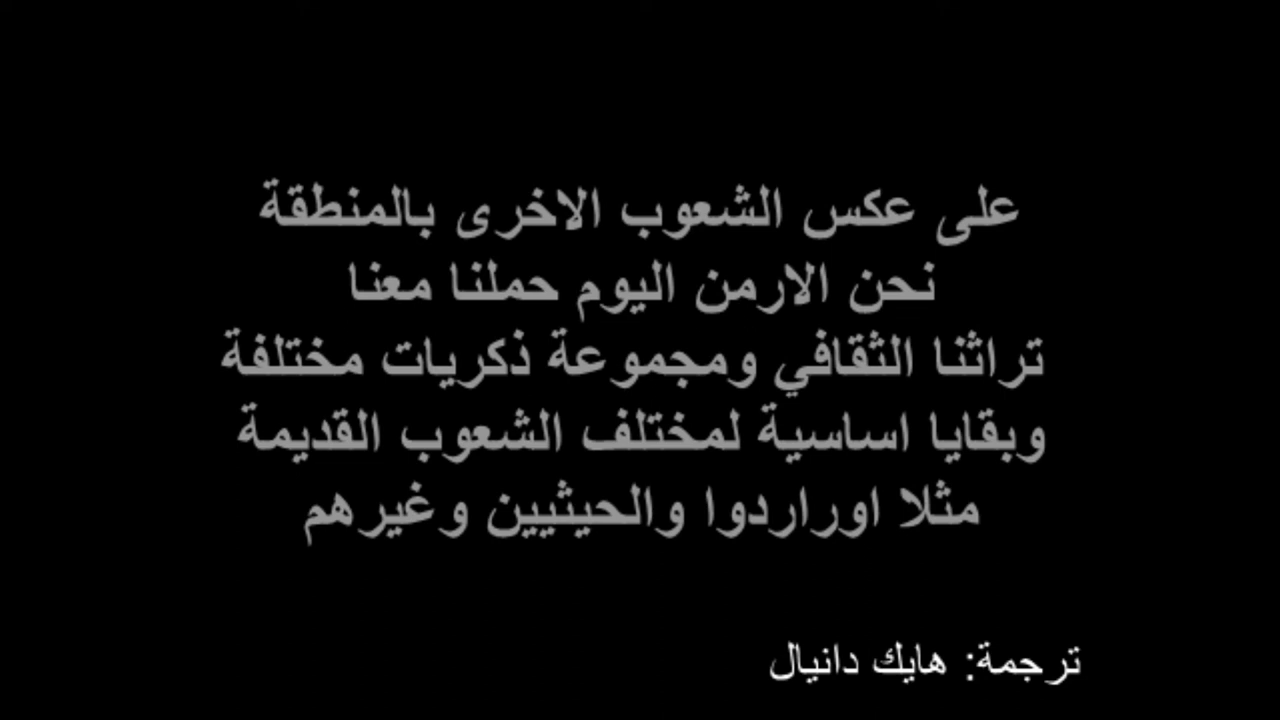 على عكس الشعوب الاخرى بالمنطقة
نحن الارمن اليوم حملنا معنا
تراثنا الثقافي ومجموعة ذكريات مختلفة
وبقايا اساسية لمختلف الشعوب القديمة
مثلا اوراردوا والحيثيين وغيرهم
ترجمة: هايك دانيال